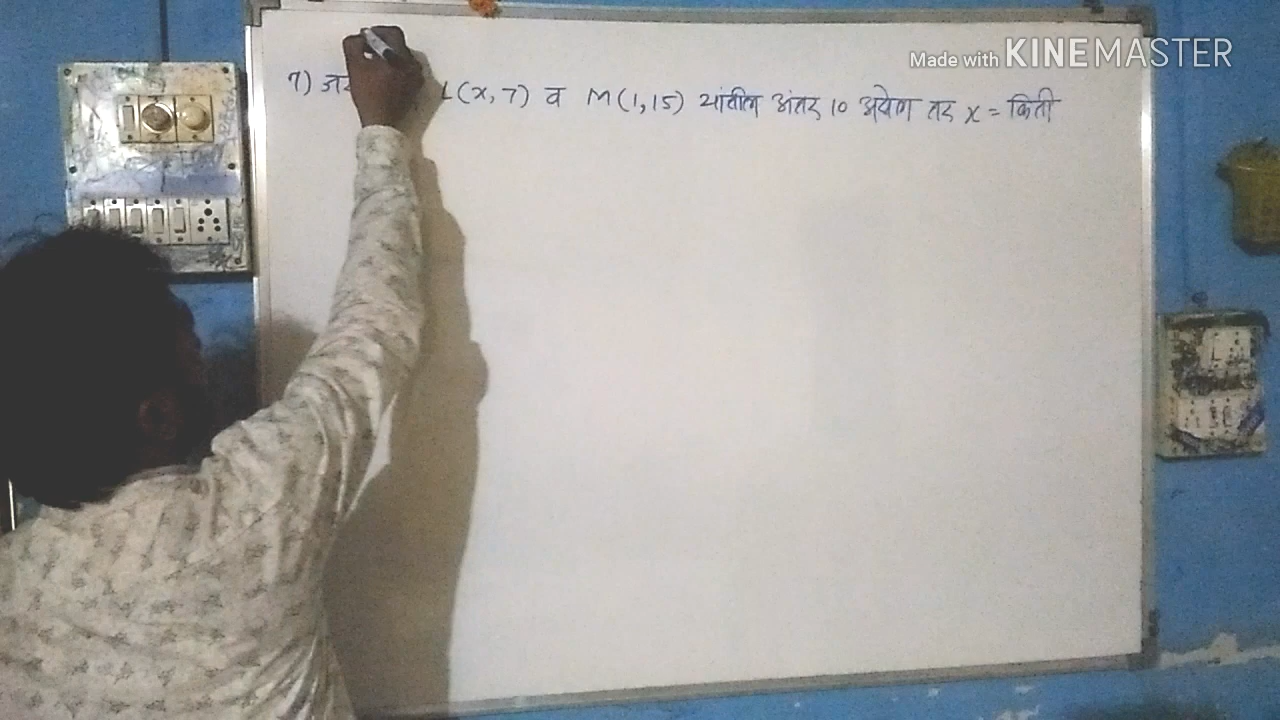 Made with KINEMASTER
7) जर L(x, 7) व M(1, 15) यांतील अंतर 10 असेल तर x = किती